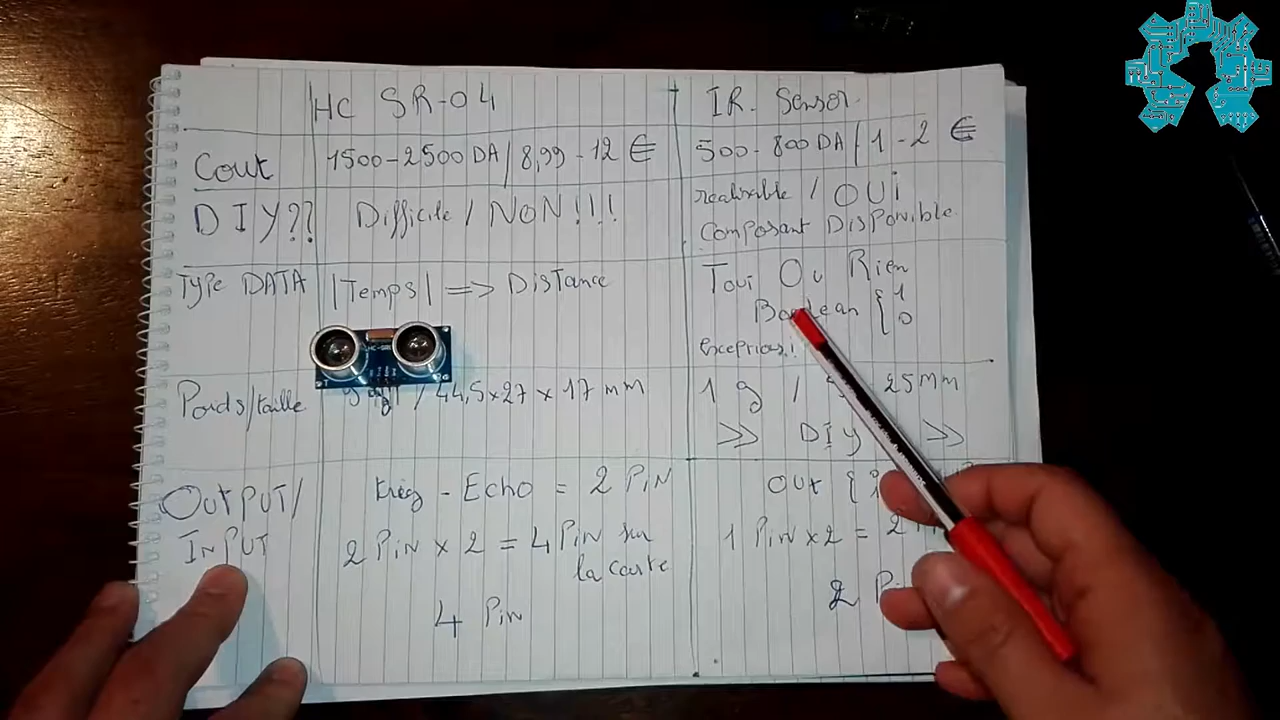 HC SR-04
IR. Sensor.
Cout
1500-2500 DA / 8,99 - 12 €
500 - 800 DA / 1 - 2 €
DIY??
Difficile / NON!!!
realisable / OUi
Composant Disponible
Type DATA
|Temps| => Distance
Tout Ou Rien
Boolean { 1
0
HC-SR
T
Poids/taille
/ 44,5 x 27 x 17 mm
1 g / 25 mm
>> DIY >>
OutPUT/
InPUT
trig - Echo = 2 PiN
2 Pin x 2 = 4 Pin sur
la carte
4 Pin
Out {
1 Pin x 2 = 2
2 Pi